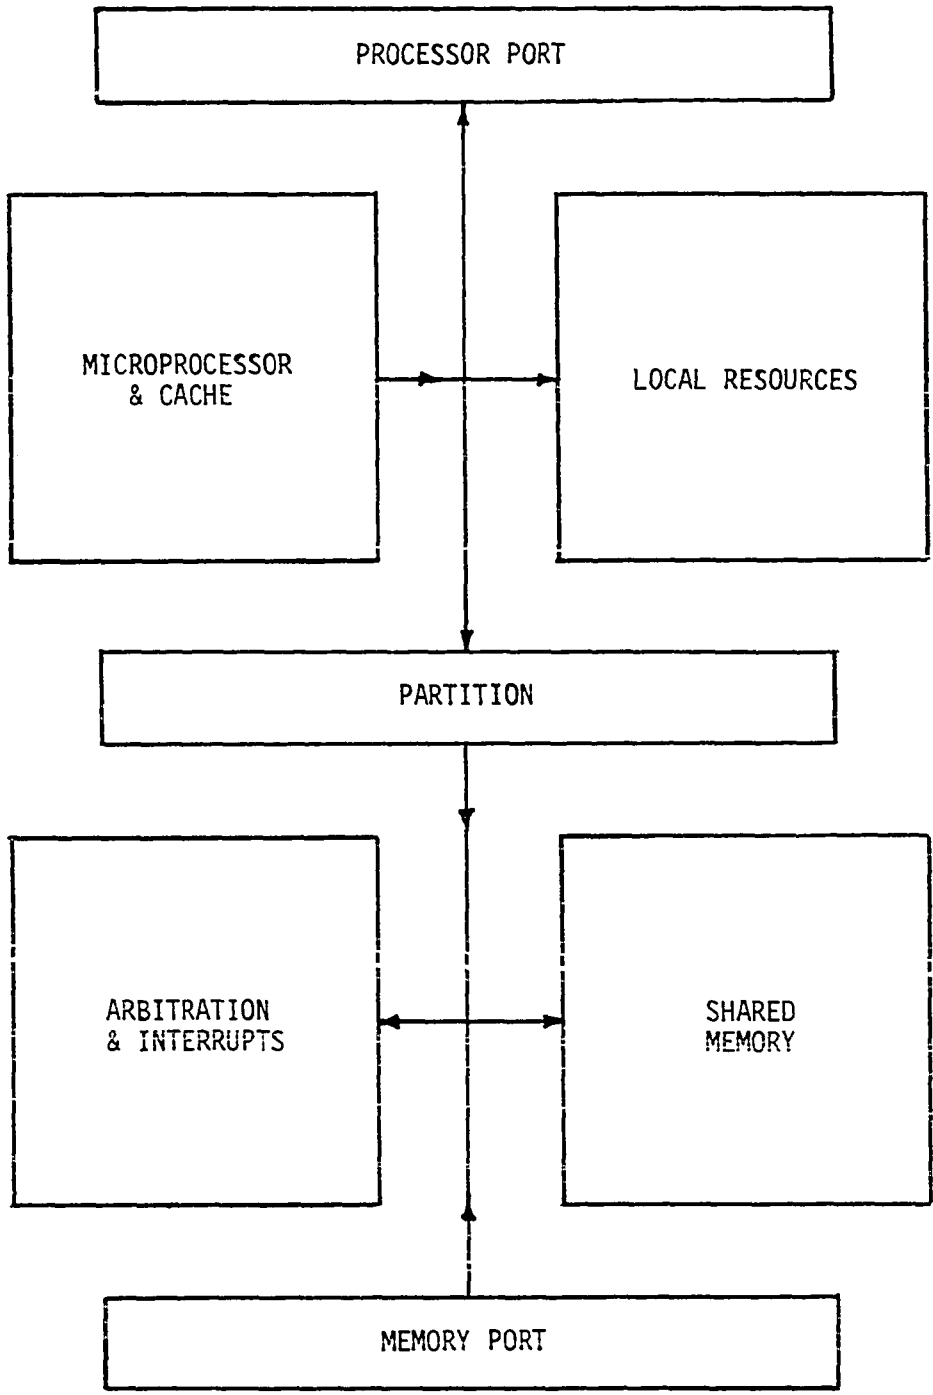 PROCESSOR PORT
MICROPROCESSOR
& CACHE
LOCAL RESOURCES
PARTITION
ARBITRATION
& INTERRUPTS
SHARED
MEMORY
MEMORY PORT